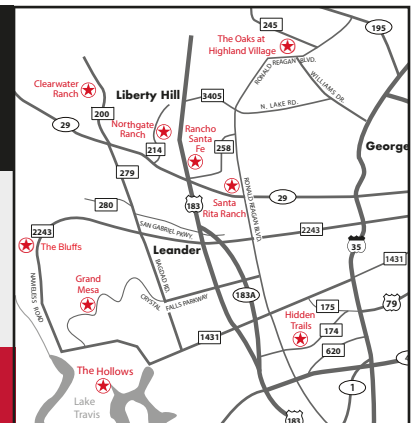 245
195
The Oaks at
Highland Village
RONALD REAGAN BLVD.
WILLIAMS DR.
Clearwater
Ranch
Liberty Hill
3405
N. LAKE RD.
200
29
Northgate
Ranch
Rancho
Santa
Fe
George
214
258
279
RONALD REAGAN BLVD.
Santa
Rita Ranch
29
280
183
SAN GABRIEL PKWY.
2243
2243
The Bluffs
Leander
35
1431
NAMELESS ROAD
BAGDAD RD.
Grand
Mesa
CRYSTAL FALLS PARKWAY
183A
175
79
Hidden
Trails
174
1431
620
4
The Hollows
1
Lake
Travis
183